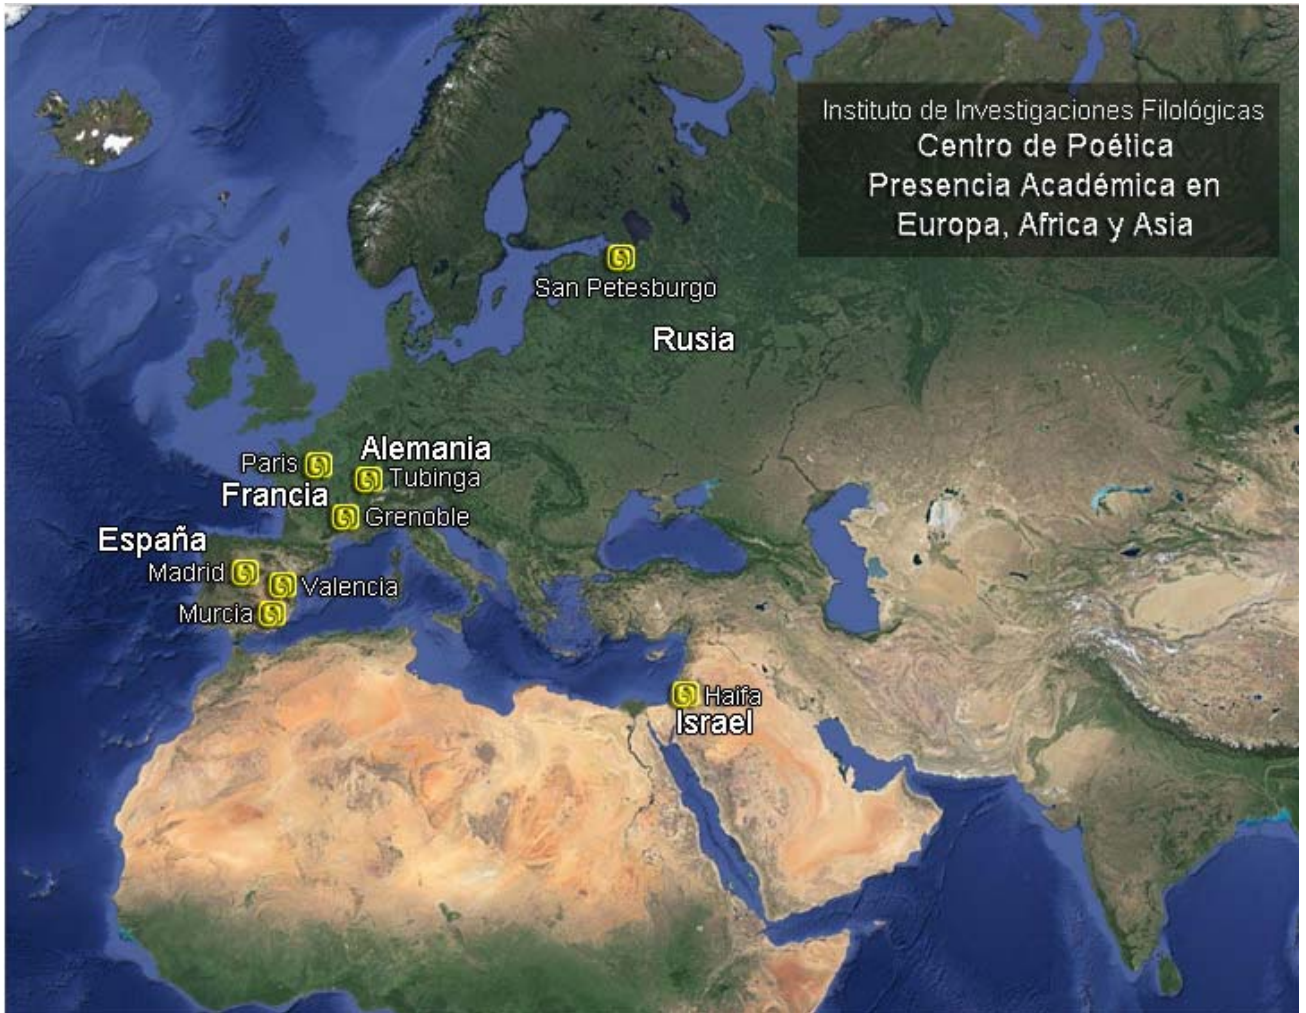 Instituto de Investigaciones Filológicas
Centro de Poética
Presencia Académica en
Europa, Africa y Asia
San Petesburgo
Rusia
Alemania
Paris
Tubinga
Francia
Grenoble
España
Madrid
Valencia
Murcia
Haifa
Israel